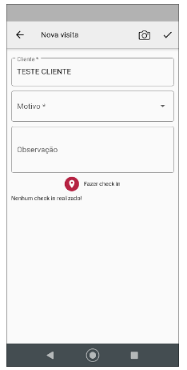 Nova visita
Cliente *
TESTE CLIENTE
Motivo *
Observação
Fazer check in
Nenhum check in realizado!